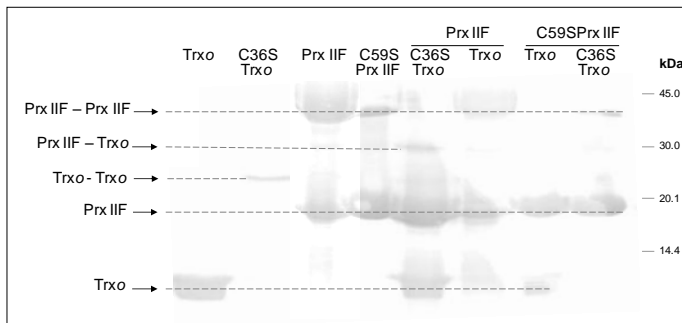 Prx IIF C59SPrx IIF
Trxo C36S Prx IIF C59S C36S Trxo Trxo C36S
Trxo Prx IIF Trxo Trxo
kDa
Prx IIF – Prx IIF 45.0
Prx IIF – Trxo 30.0
Trxo - Trxo
Prx IIF 20.1
14.4
Trxo